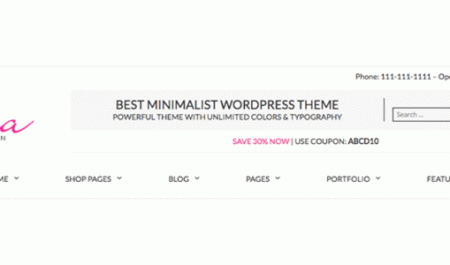 Phone: 111-111-1111 – Ope
BEST MINIMALIST WORDPRESS THEME
POWERFUL THEME WITH UNLIMITED COLORS & TYPOGRAPHY
Search ...
a
N
SAVE 30% NOW | USE COUPON: ABCD10
ME SHOP PAGES BLOG PAGES PORTFOLIO FEATU